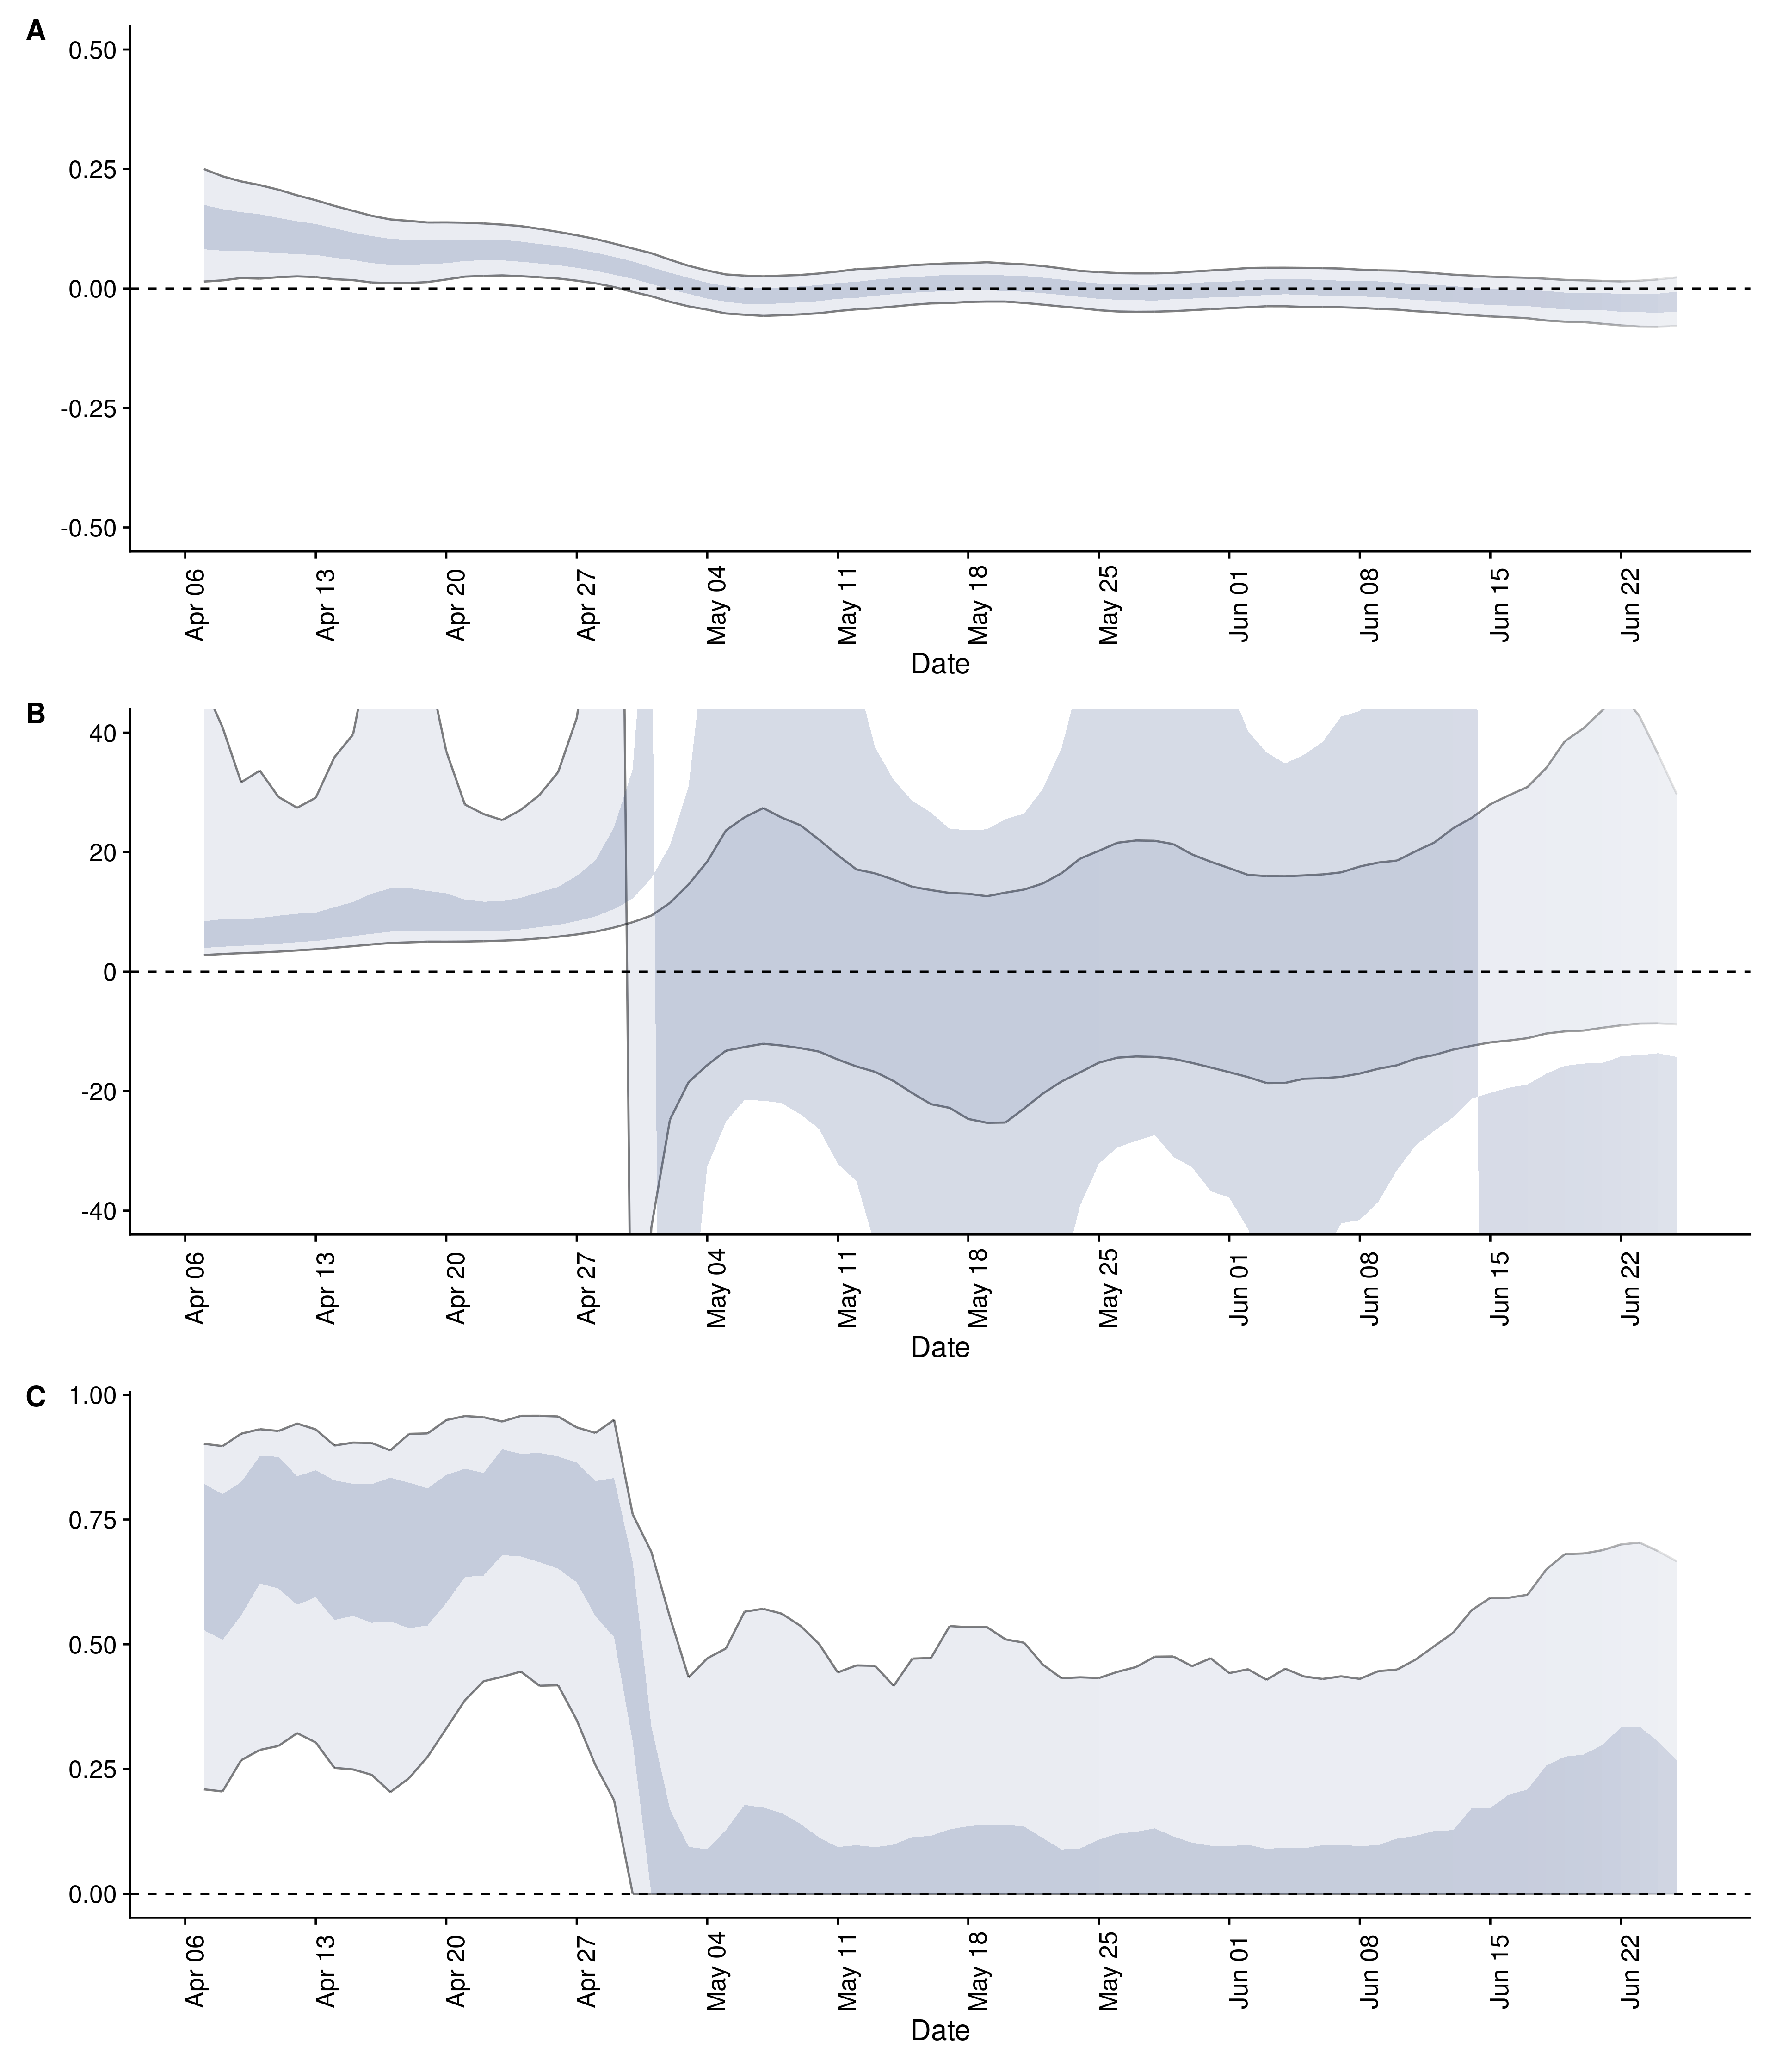 A
0.50
0.25
0.00
-0.25
-0.50
Apr 06
Apr 13
Apr 20
Apr 27
May 04
May 11
May 18
May 25
Jun 01
Jun 08
Jun 15
Jun 22
Date
B
40
20
0
-20
-40
Apr 06
Apr 13
Apr 20
Apr 27
May 04
May 11
May 18
May 25
Jun 01
Jun 08
Jun 15
Jun 22
Date
C
1.00
0.75
0.50
0.25
0.00
Apr 06
Apr 13
Apr 20
Apr 27
May 04
May 11
May 18
May 25
Jun 01
Jun 08
Jun 15
Jun 22
Date